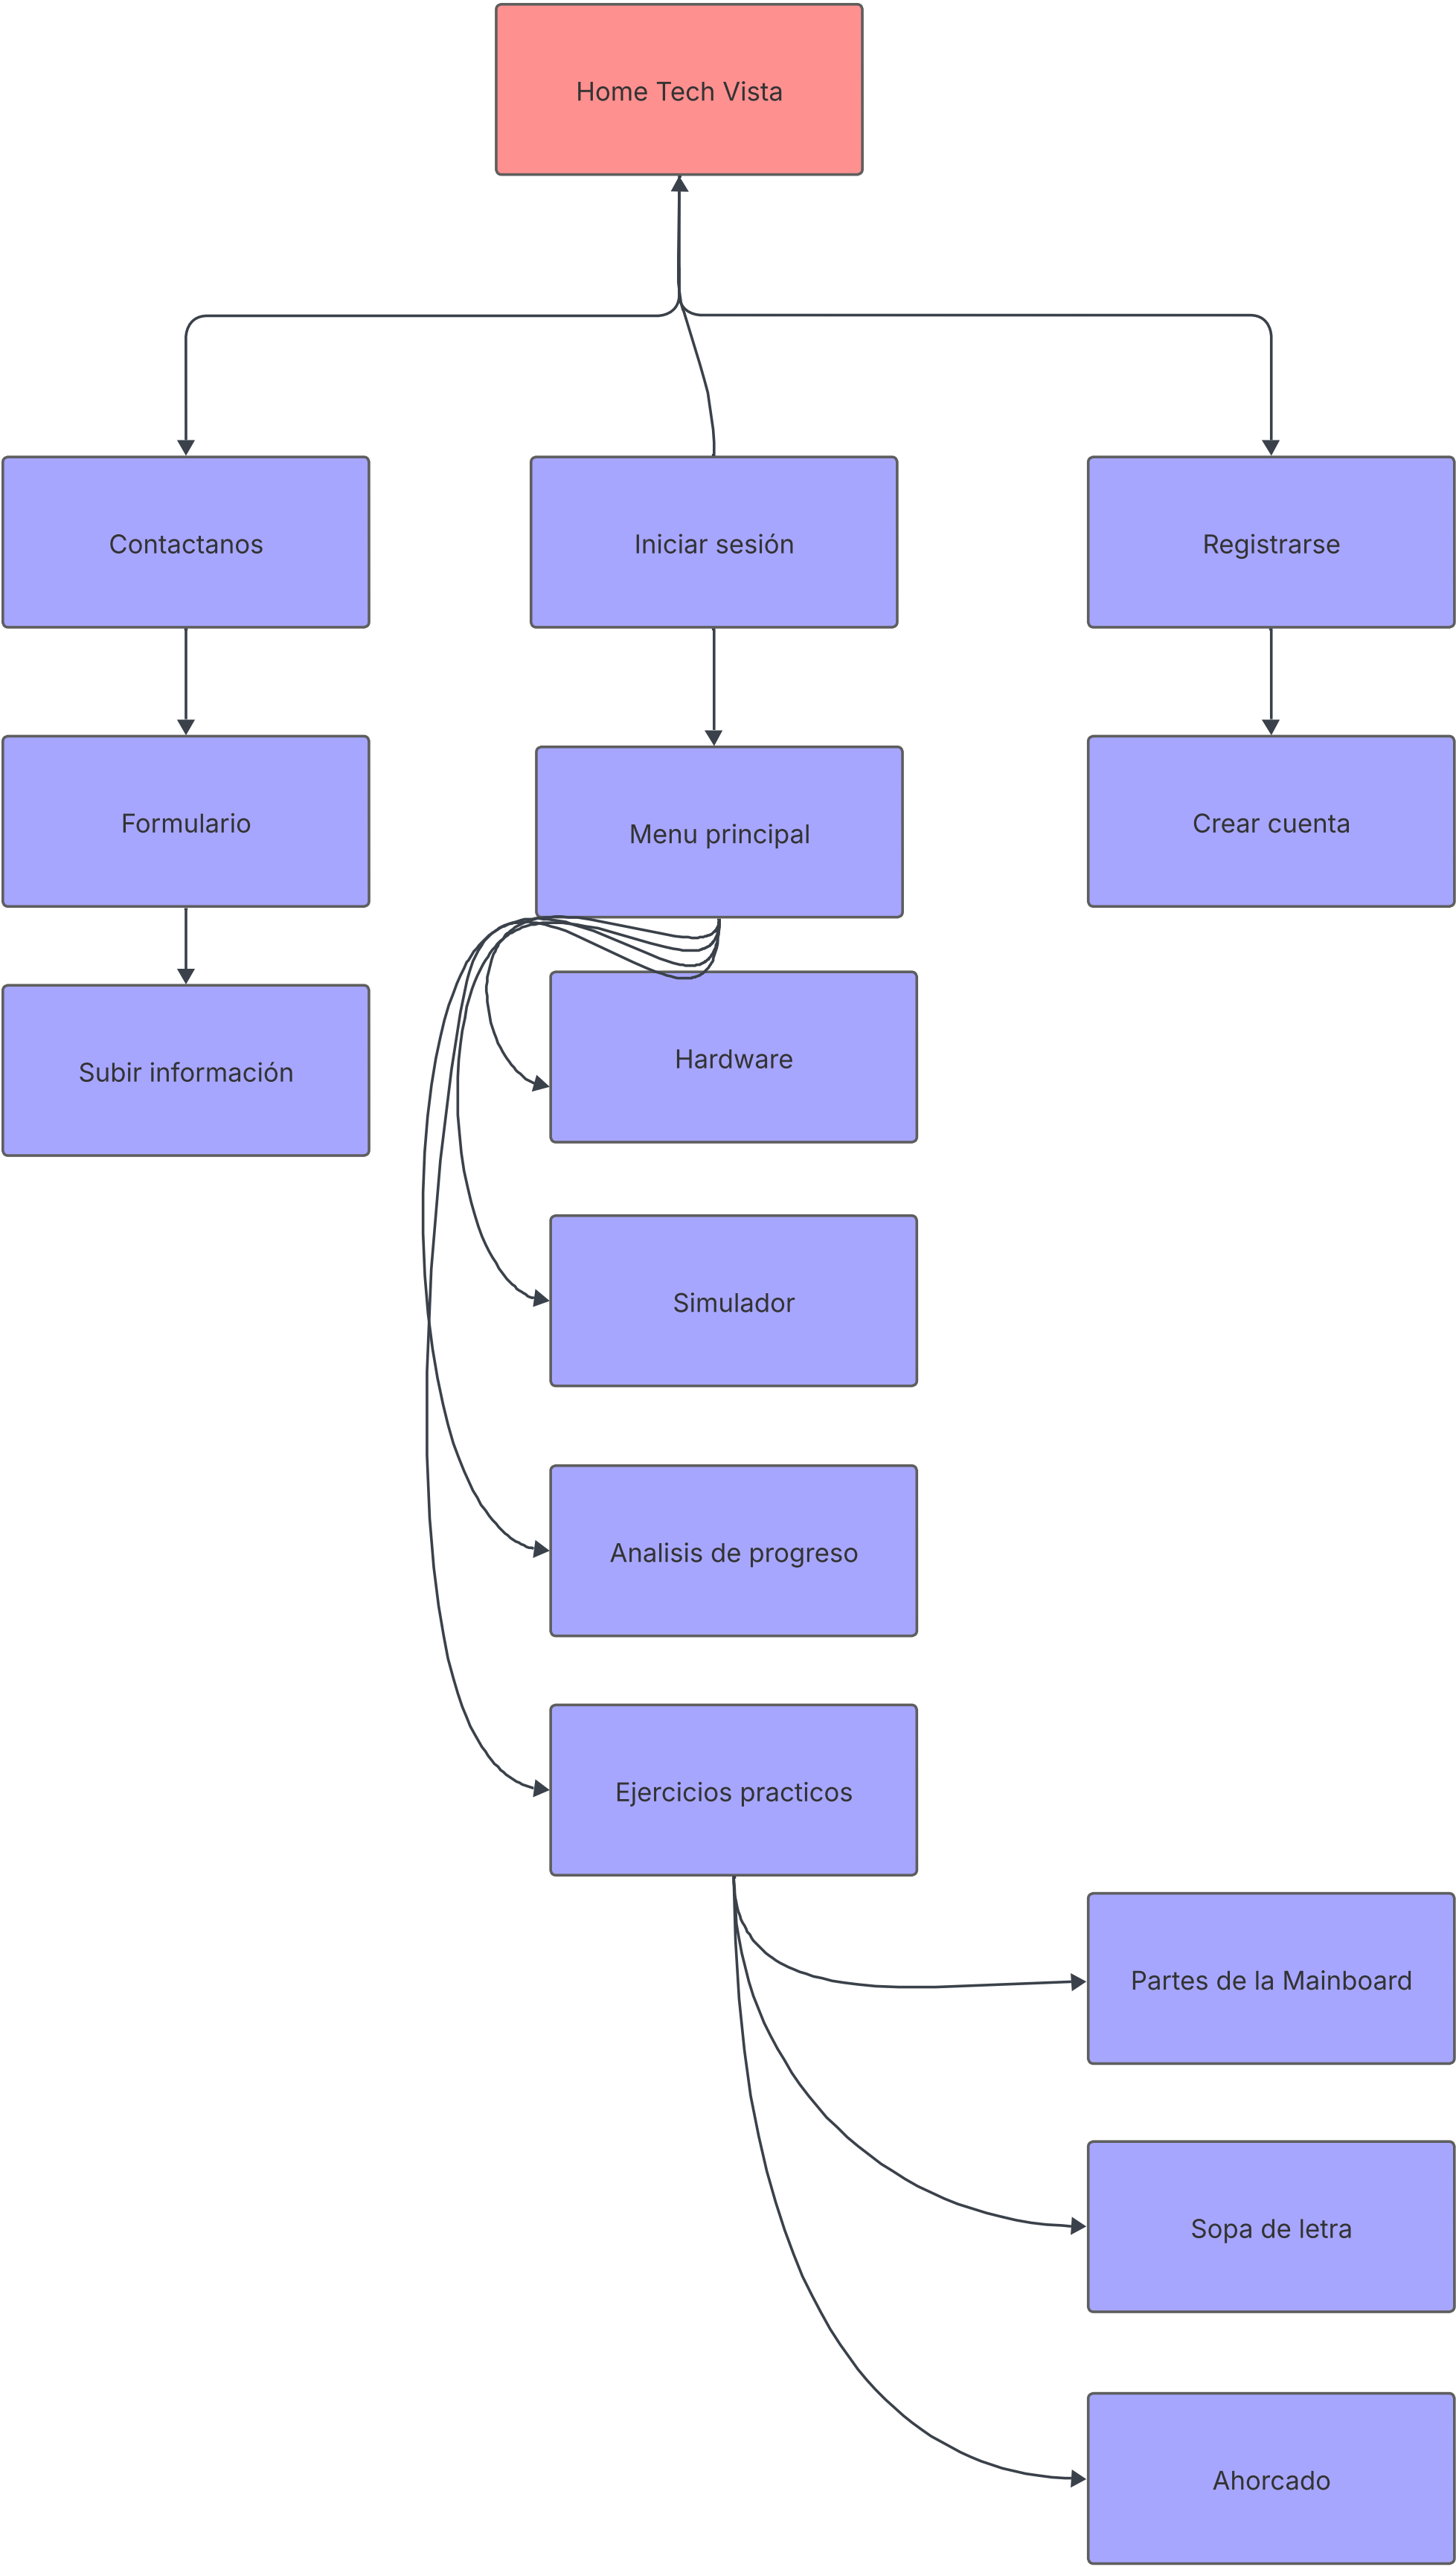 Home Tech Vista
Contactanos
Iniciar sesión
Registrarse
Formulario
Menu principal
Crear cuenta
Subir información
Hardware
Simulador
Analisis de progreso
Ejercicios practicos
Partes de la Mainboard
Sopa de letra
Ahorcado